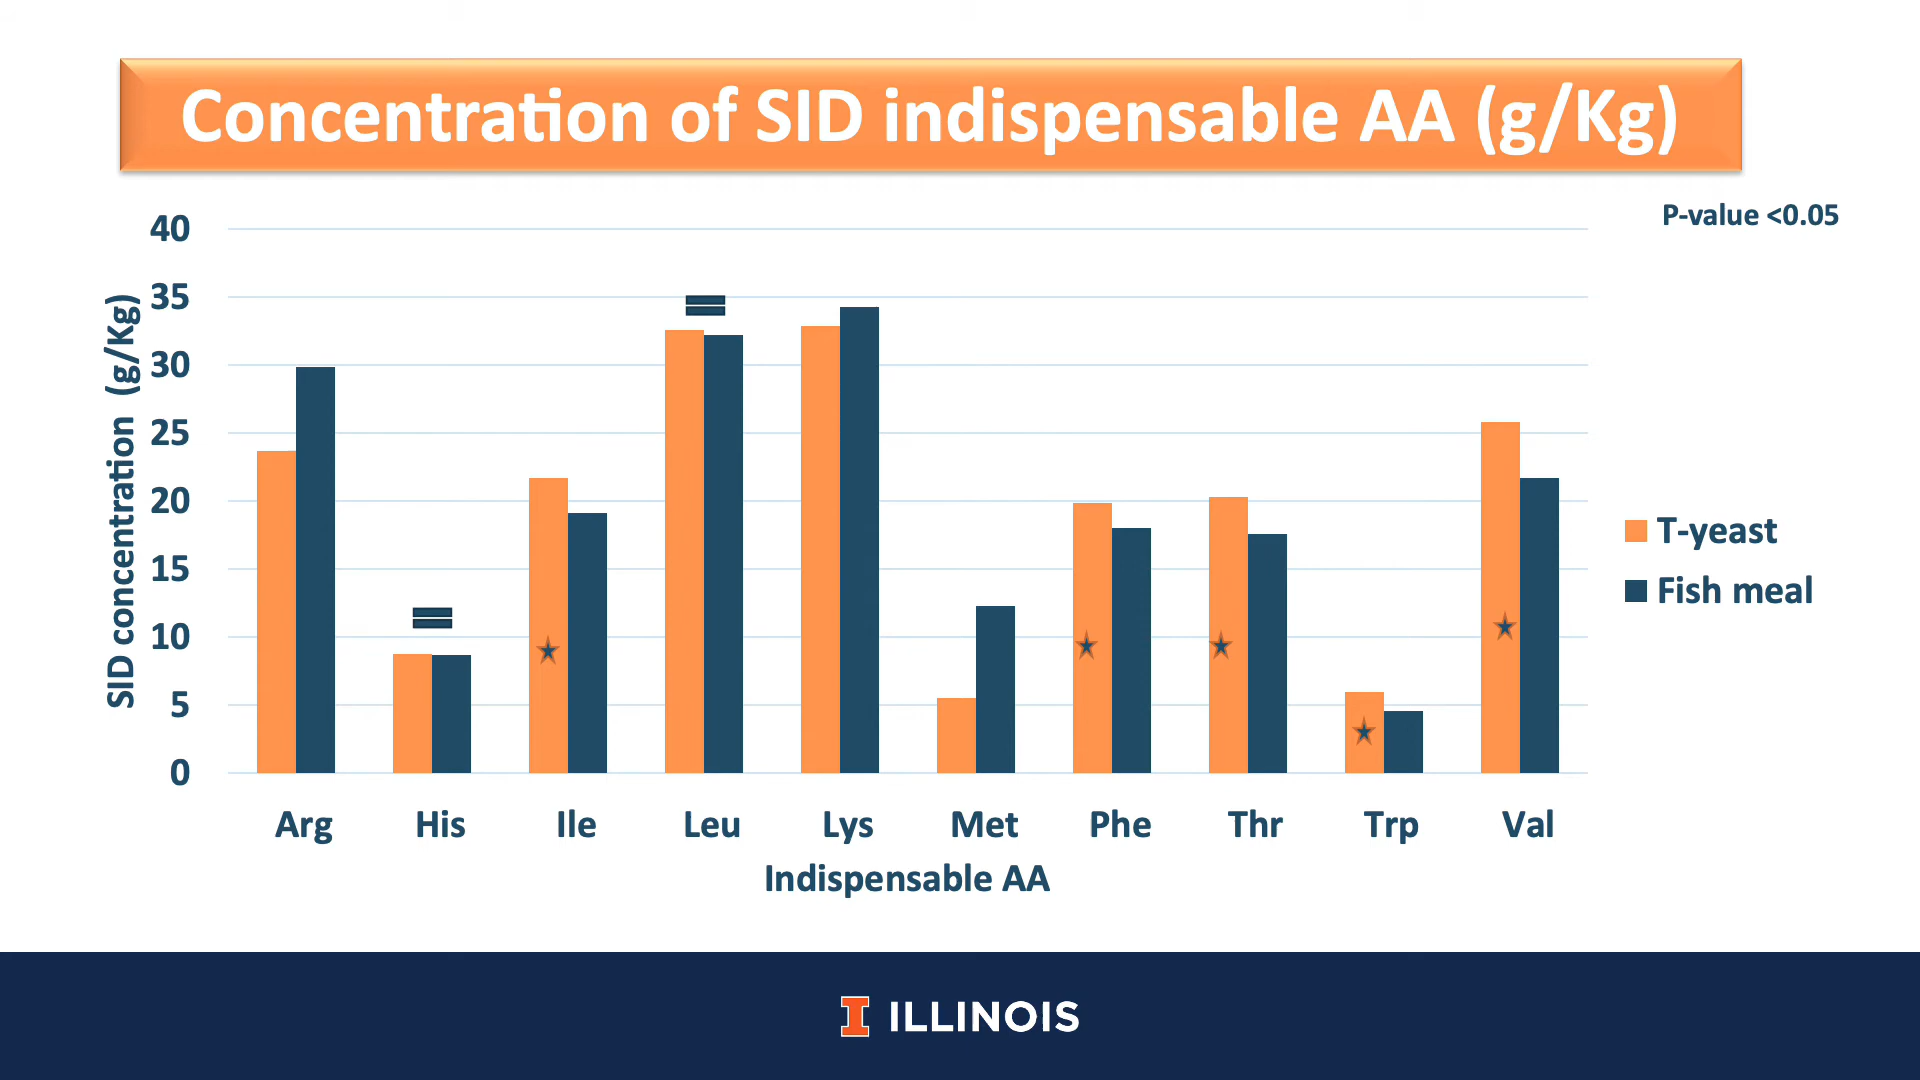 Concentration of SID indispensable AA (g/Kg)
P-value <0.05
SID concentration (g/Kg)
40
35
30
25
20
15
10
5
0
Arg His Ile Leu Lys Met Phe Thr Trp Val
Indispensable AA
T-yeast
Fish meal
I ILLINOIS